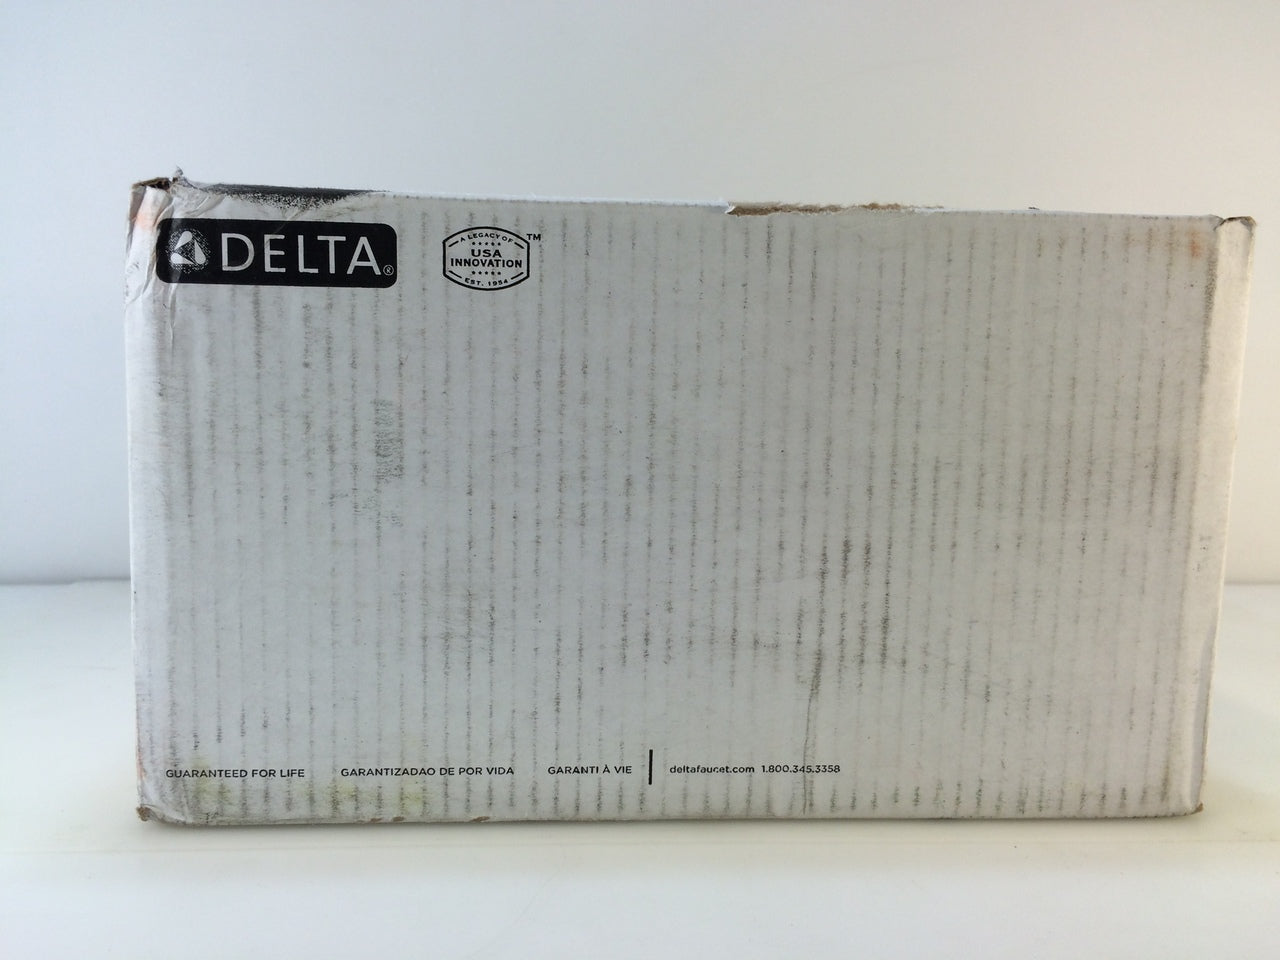 DELTA®
A LEGACY OF
USA
INNOVATION
EST. 1954
™
GUARANTEED FOR LIFE GARANTIZADAO DE POR VIDA GARANTI À VIE deltafaucet.com 1.800.345.3358